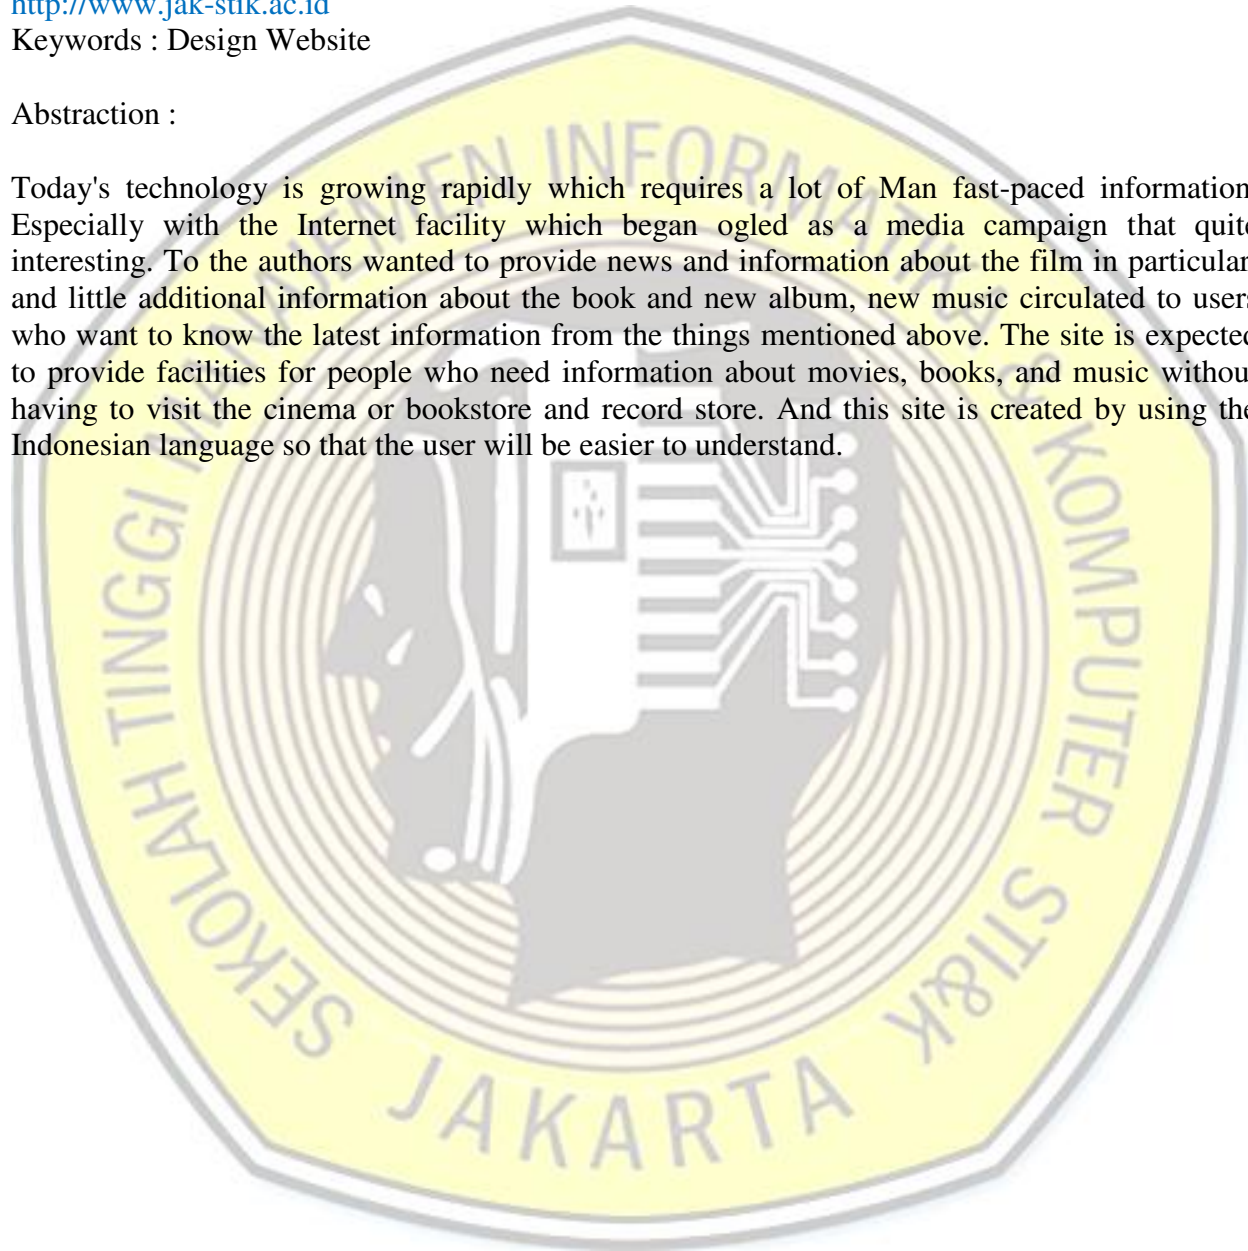 http://www.jak-stik.ac.id
Keywords : Design Website
Abstraction :
Today's technology is growing rapidly which requires a lot of Man fast-paced information
Especially with the Internet facility which began ogled as a media campaign that quite
interesting. To the authors wanted to provide news and information about the film in particular
and little additional information about the book and new album, new music circulated to users
who want to know the latest information from the things mentioned above. The site is expected
to provide facilities for people who need information about movies, books, and music without
having to visit the cinema or bookstore and record store. And this site is created by using the
Indonesian language so that the user will be easier to understand.
SEKOLAH TINGGI MANAJEMEN INFORMATIKA & KOMPUTER STI&K
JAKARTA